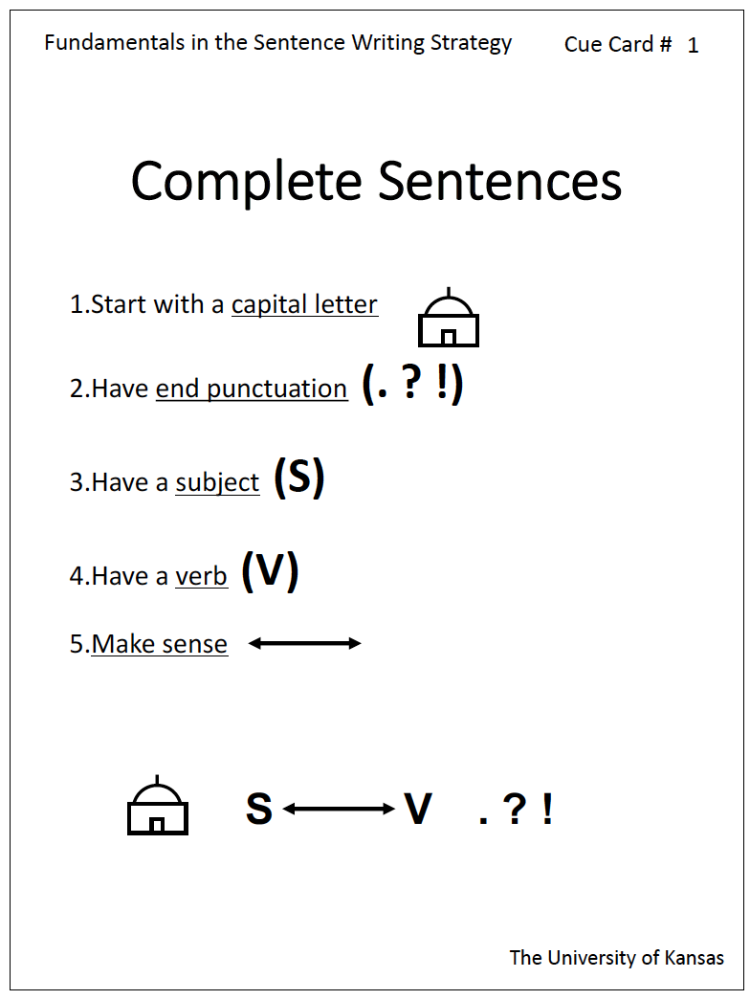 Fundamentals in the Sentence Writing Strategy Cue Card # 1
Complete Sentences
1.Start with a capital letter
2.Have end punctuation (. ? !)
3.Have a subject (S)
4.Have a verb (V)
5.Make sense
S V . ? !
The University of Kansas